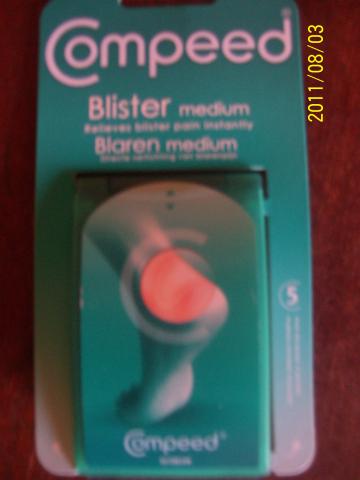 Compeed®
2011/08/03
Blister medium
Relieves blister pain instantly
Blaren medium
5
Compeed®